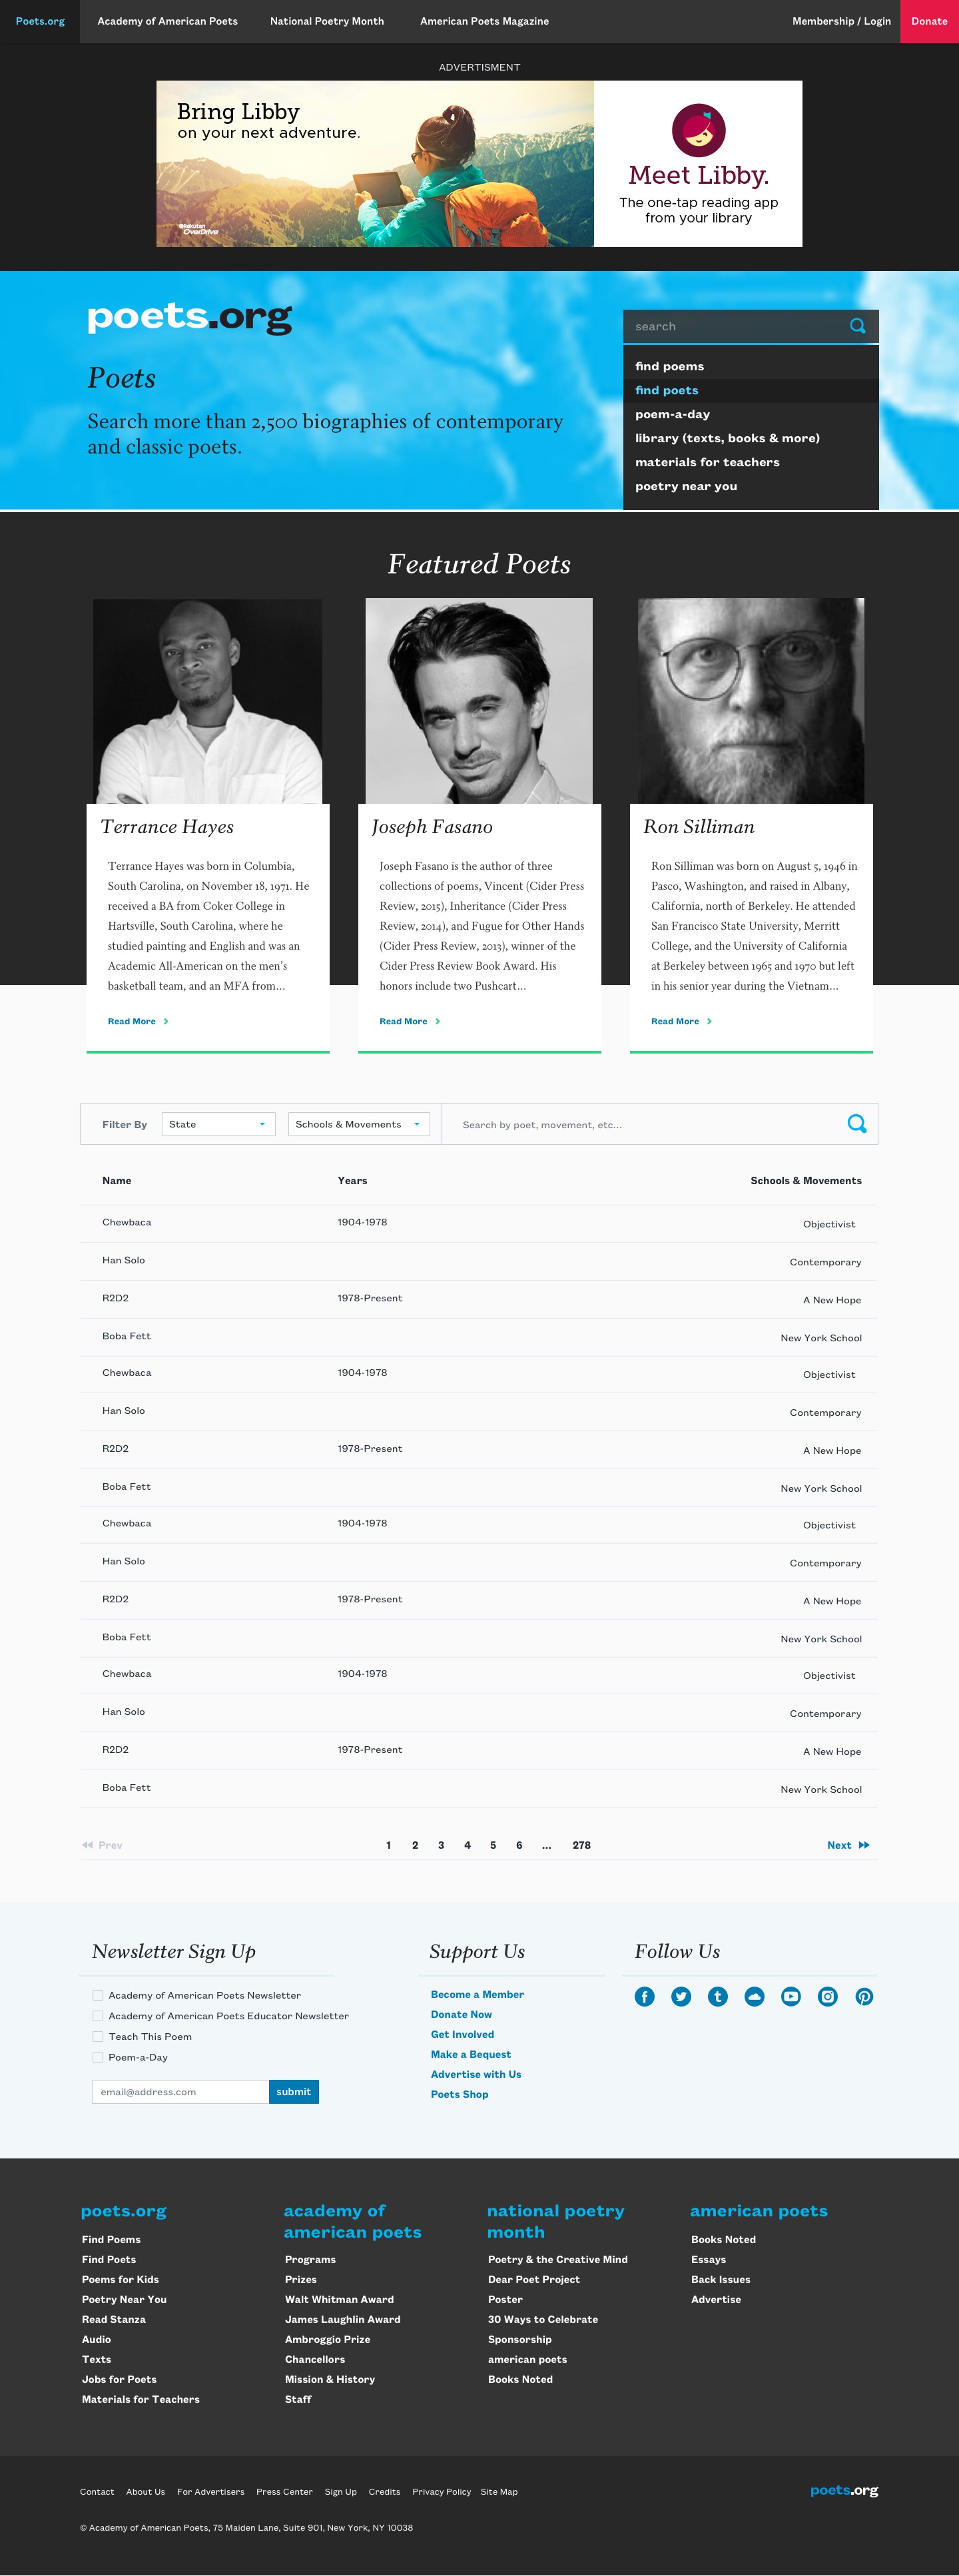 Poets.org
Academy of American Poets
National Poetry Month
American Poets Magazine
Membership / Login
Donate
ADVERTISMENT
Bring Libby
on your next adventure.
Rakuten
OverDrive
Meet Libby.
The one-tap reading app
from your library
poets.org
Poets
Search more than 2,500 biographies of contemporary
and classic poets.
search
find poems
find poets
poem-a-day
library (texts, books & more)
materials for teachers
poetry near you
Featured Poets
Terrance Hayes
Terrance Hayes was born in Columbia,
South Carolina, on November 18, 1971. He
received a BA from Coker College in
Hartsville, South Carolina, where he
studied painting and English and was an
Academic All-American on the men's
basketball team, and an MFA from...
Read More
Joseph Fasano
Joseph Fasano is the author of three
collections of poems, Vincent (Cider Press
Review, 2015), Inheritance (Cider Press
Review, 2014), and Fugue for Other Hands
(Cider Press Review, 2013), winner of the
Cider Press Review Book Award. His
honors include two Pushcart...
Read More
Ron Silliman
Ron Silliman was born on August 5, 1946 in
Pasco, Washington, and raised in Albany,
California, north of Berkeley. He attended
San Francisco State University, Merritt
College, and the University of California
at Berkeley between 1965 and 1970 but left
in his senior year during the Vietnam...
Read More
Filter By
State
Schools & Movements
Search by poet, movement, etc...
Name Years Schools & Movements
Chewbaca 1904-1978 Objectivist
Han Solo Contemporary
R2D2 1978-Present A New Hope
Boba Fett New York School
Chewbaca 1904-1978 Objectivist
Han Solo Contemporary
R2D2 1978-Present A New Hope
Boba Fett New York School
Chewbaca 1904-1978 Objectivist
Han Solo Contemporary
R2D2 1978-Present A New Hope
Boba Fett New York School
Chewbaca 1904-1978 Objectivist
Han Solo Contemporary
R2D2 1978-Present A New Hope
Boba Fett New York School
Prev 1 2 3 4 5 6 ... 278 Next
Newsletter Sign Up
Academy of American Poets Newsletter
Academy of American Poets Educator Newsletter
Teach This Poem
Poem-a-Day
email@address.com
submit
Support Us
Become a Member
Donate Now
Get Involved
Make a Bequest
Advertise with Us
Poets Shop
Follow Us
poets.org
Find Poems
Find Poets
Poems for Kids
Poetry Near You
Read Stanza
Audio
Texts
Jobs for Poets
Materials for Teachers
academy of
american poets
Programs
Prizes
Walt Whitman Award
James Laughlin Award
Ambroggio Prize
Chancellors
Mission & History
Staff
national poetry
month
Poetry & the Creative Mind
Dear Poet Project
Poster
30 Ways to Celebrate
Sponsorship
american poets
Books Noted
american poets
Books Noted
Essays
Back Issues
Advertise
Contact About Us For Advertisers Press Center Sign Up Credits Privacy Policy Site Map
poets.org
© Academy of American Poets, 75 Maiden Lane, Suite 901, New York, NY 10038